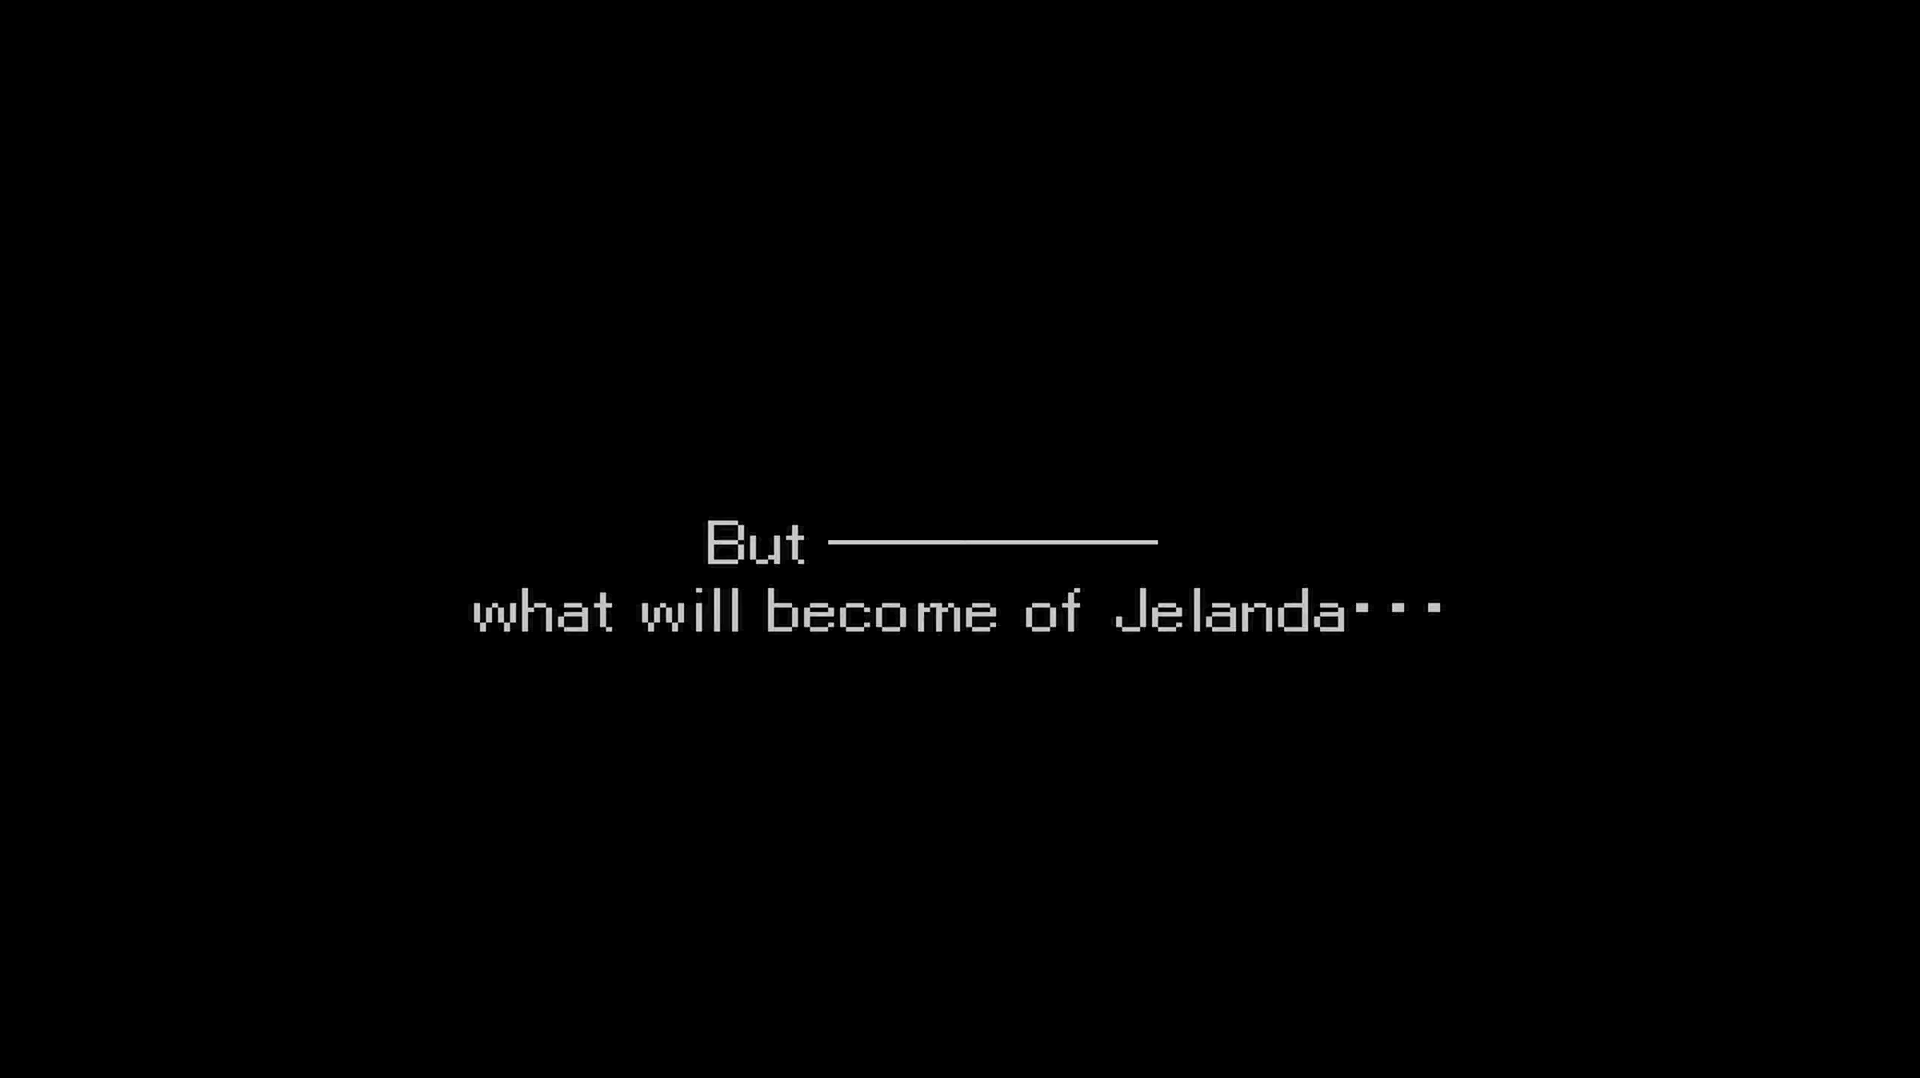 But ――――――
what will become of Jelanda・・・